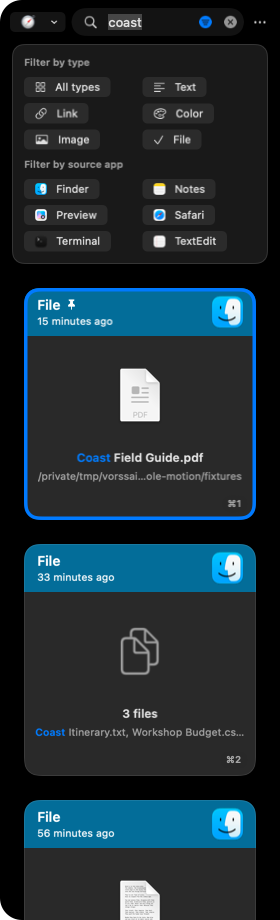 coast
Filter by type
All types
Text
Link
Color
Image
File
Filter by source app
Finder
Notes
Preview
Safari
Terminal
TextEdit
File
15 minutes ago
PDF
Coast Field Guide.pdf
/private/tmp/vorssai...ole-motion/fixtures
⌘1
File
33 minutes ago
3 files
Coast Itinerary.txt, Workshop Budget.cs...
⌘2
File
56 minutes ago